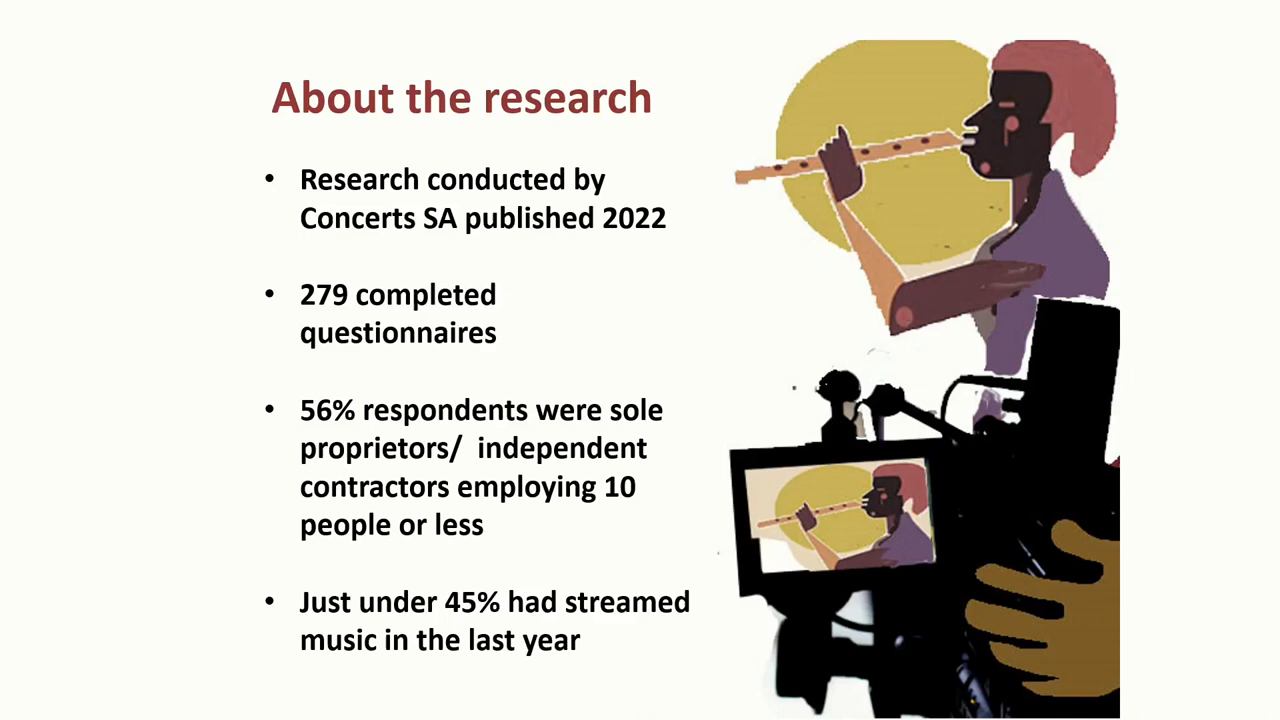 About the research
• Research conducted by
Concerts SA published 2022
• 279 completed
questionnaires
• 56% respondents were sole
proprietors/  independent
contractors employing 10
people or less
• Just under 45% had streamed
music in the last year